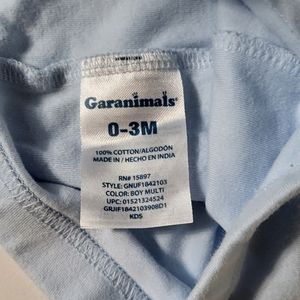 Garanimals®
0-3M
100% COTTON/ALGODÓN
MADE IN / HECHO EN INDIA
RN# 15897
STYLE: GNUF1842103
COLOR: BOY MULTI
UPC: 01521324524
GRJIF1842103908D1
KDS